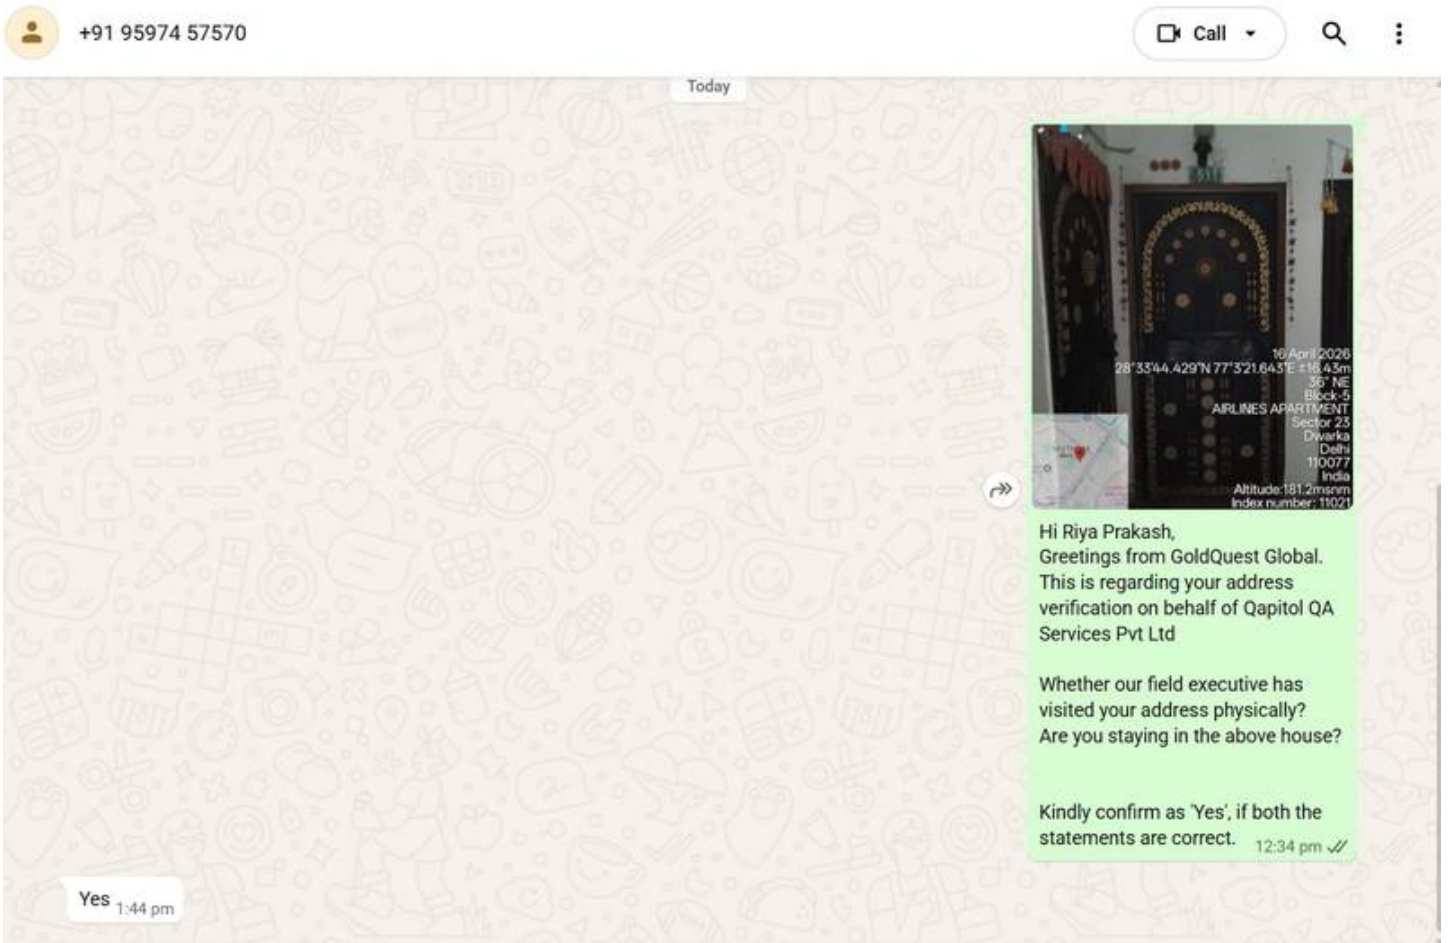 +91 95974 57570
Call
Today
16 April 2026
28°33'44.429"N 77°3'21.643"E ±16.43m
36° NE
Block-5
AIRLINES APARTMENT
Sector 23
Dwarka
Delhi
110077
India
Altitude:181.2msnm
Index number: 11021
Hi Riya Prakash,
Greetings from GoldQuest Global.
This is regarding your address
verification on behalf of Qapitol QA
Services Pvt Ltd
Whether our field executive has
visited your address physically?
Are you staying in the above house?
Kindly confirm as 'Yes', if both the
statements are correct.
12:34 pm
Yes
1:44 pm